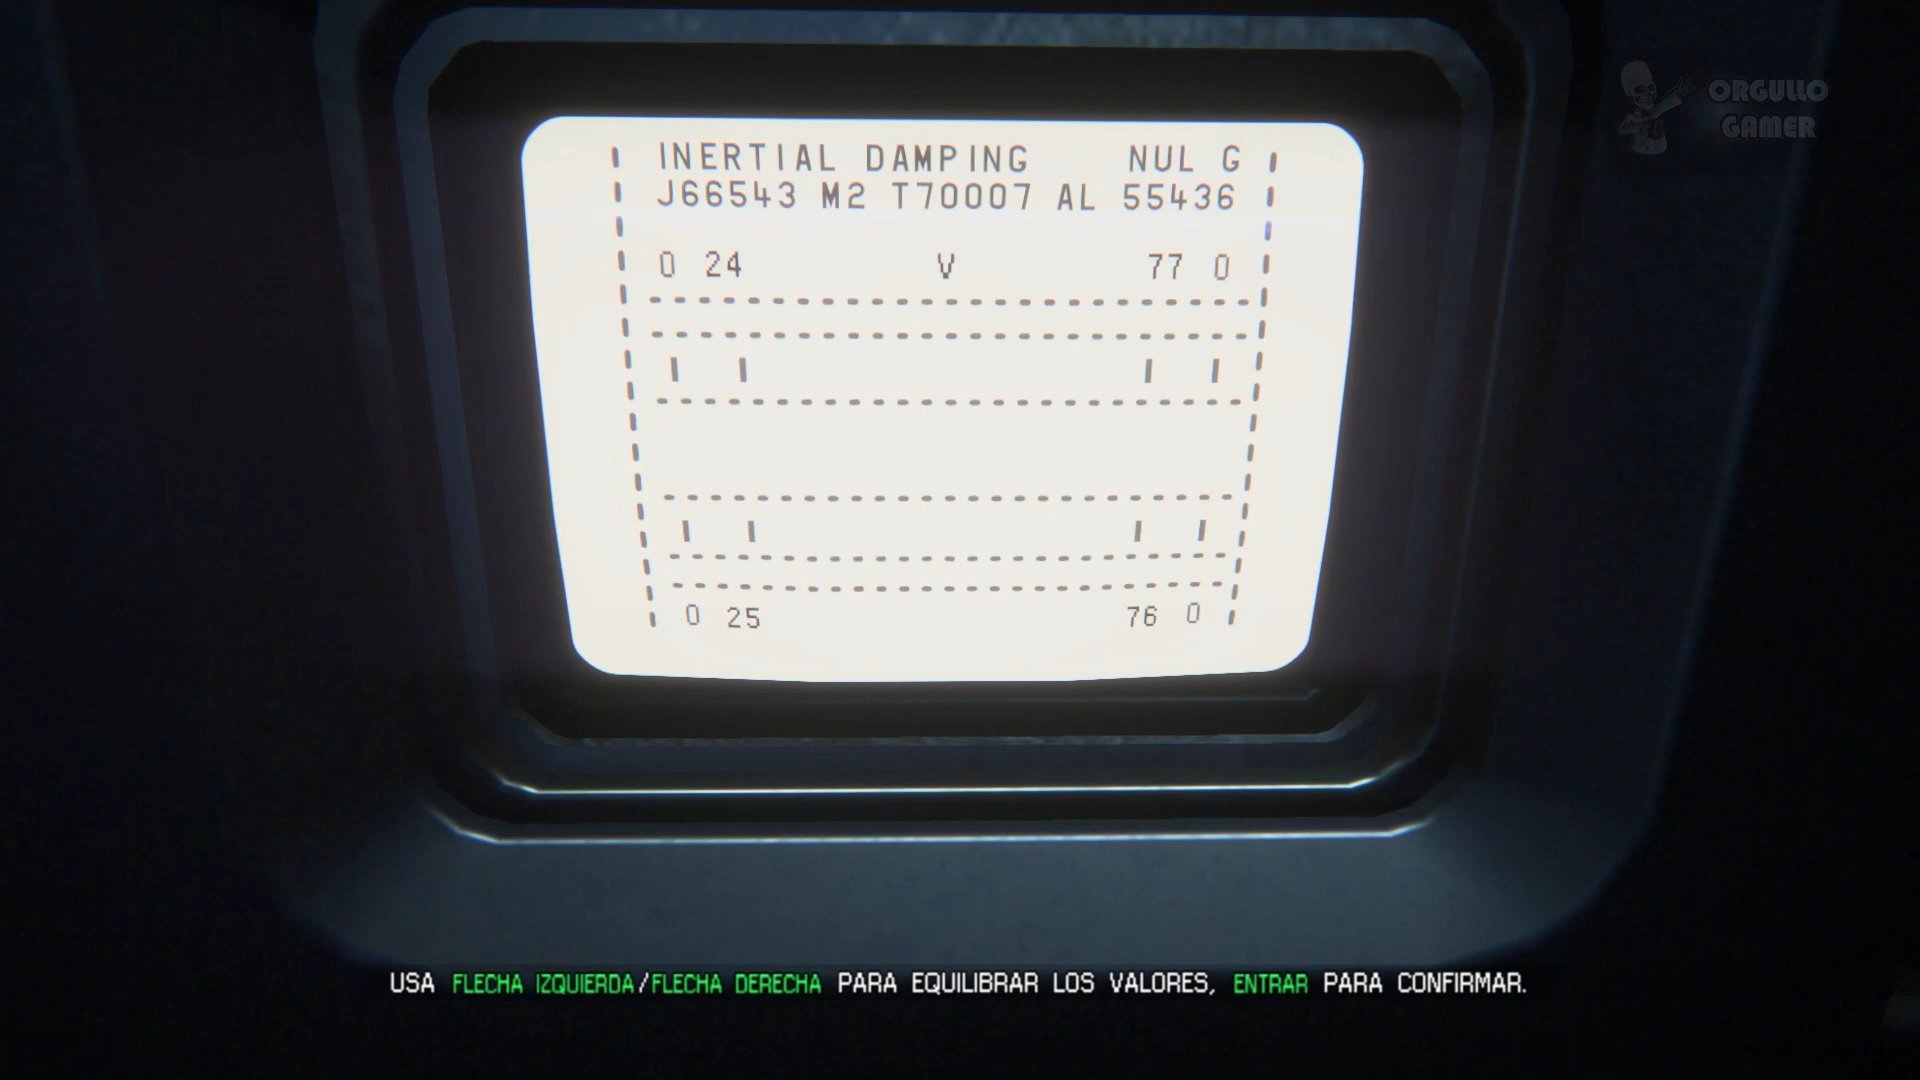 ORGULLO
GAMER
INERTIAL DAMPING NUL G
J66543 M2 T70007 AL 55436
0 24 V 77 0
0 25 76 0
USA FLECHA IZQUIERDA/FLECHA DERECHA PARA EQUILIBRAR LOS VALORES, ENTRAR PARA CONFIRMAR.